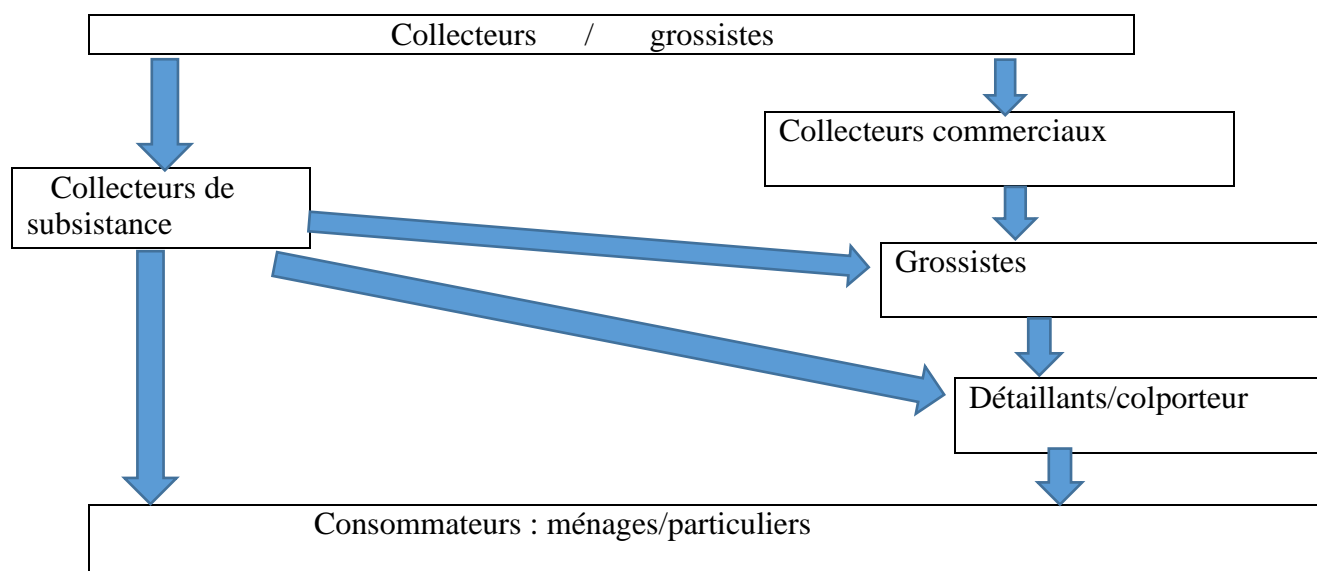 Collecteurs / grossistes
Collecteurs commerciaux
Collecteurs de
subsistance
Grossistes
Détaillants/colporteur
Consommateurs : ménages/particuliers